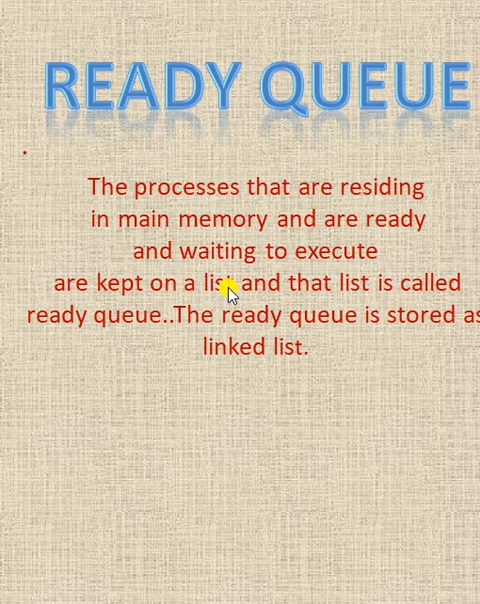 READY QUEUE
.
The processes that are residing
in main memory and are ready
and waiting to execute
are kept on a list and that list is called
ready queue..The ready queue is stored as
linked list.